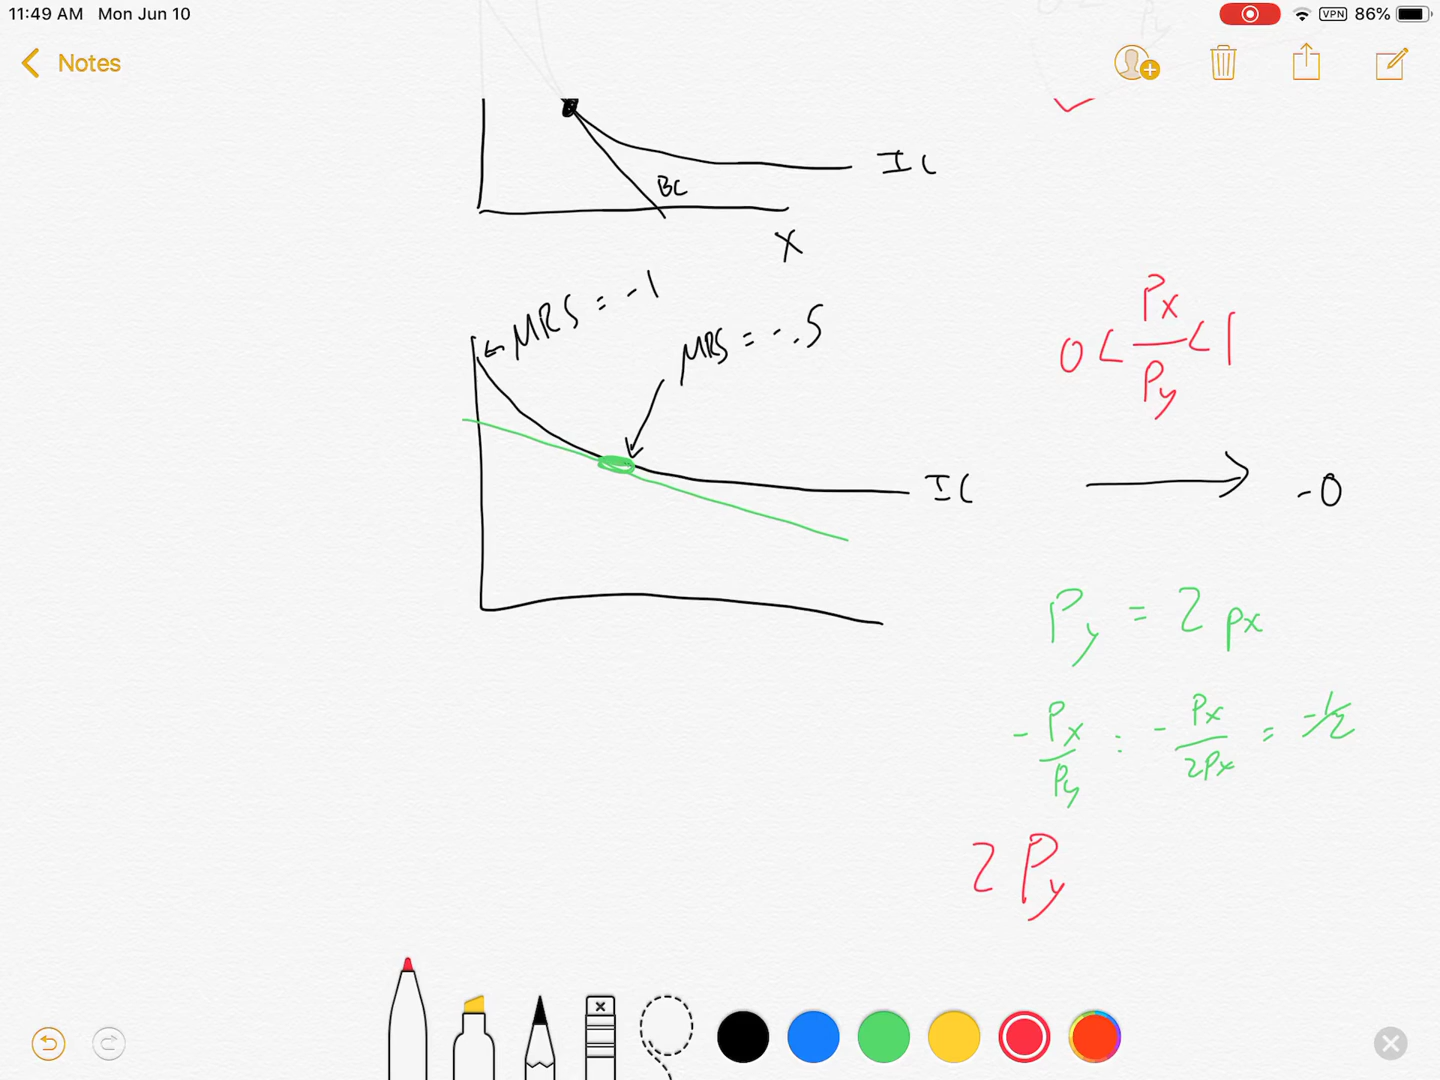 11:49 AM Mon Jun 10
VPN 86%
Notes
IC
BC
X
MRS = -1
MRS = -.5
0 < Px/Py < 1
IC
-0
Py = 2 px
- Px/Py = - Px/2Px = -1/2
2 Py